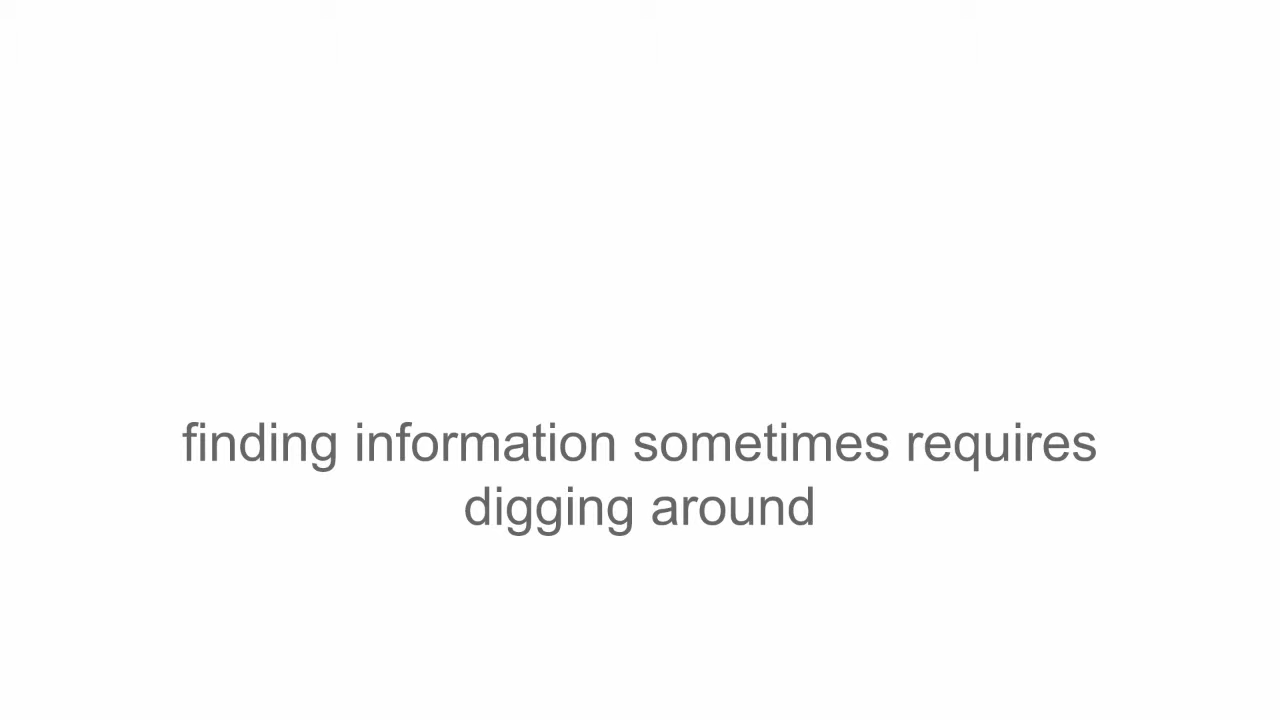 finding information sometimes requires
digging around